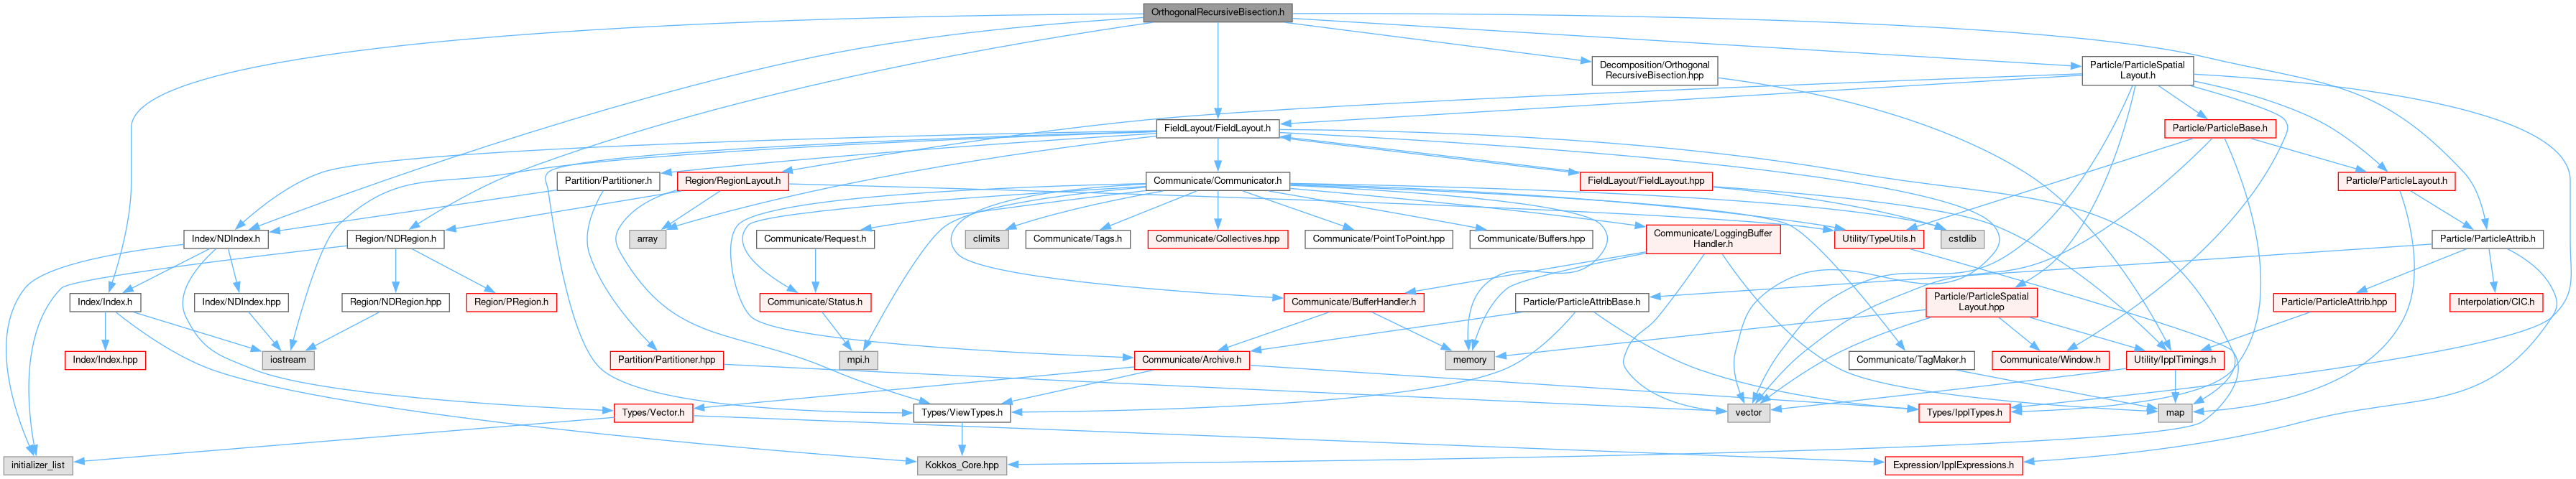 OrthogonalRecursiveBisection.h
Decomposition/Orthogonal
RecursiveBisection.hpp
Particle/ParticleSpatial
Layout.h
FieldLayout/FieldLayout.h
Particle/ParticleBase.h
Partition/Partitioner.h
Region/RegionLayout.h
Communicate/Communicator.h
FieldLayout/FieldLayout.hpp
Particle/ParticleLayout.h
Index/NDIndex.h
Region/NDRegion.h
array
Communicate/Request.h
climits
Communicate/Tags.h
Communicate/Collectives.hpp
Communicate/PointToPoint.hpp
Communicate/Buffers.hpp
Communicate/LoggingBuffer
Handler.h
Utility/TypeUtils.h
cstdlib
Particle/ParticleAttrib.h
Index/Index.h
Index/NDIndex.hpp
Region/NDRegion.hpp
Region/PRegion.h
Communicate/Status.h
Communicate/BufferHandler.h
Particle/ParticleAttribBase.h
Particle/ParticleSpatial
Layout.hpp
Particle/ParticleAttrib.hpp
Interpolation/CIC.h
Index/Index.hpp
iostream
Partition/Partitioner.hpp
mpi.h
Communicate/Archive.h
memory
Communicate/TagMaker.h
Communicate/Window.h
Utility/IpplTimings.h
Types/Vector.h
Types/ViewTypes.h
vector
Types/IpplTypes.h
map
initializer_list
Kokkos_Core.hpp
Expression/IpplExpressions.h